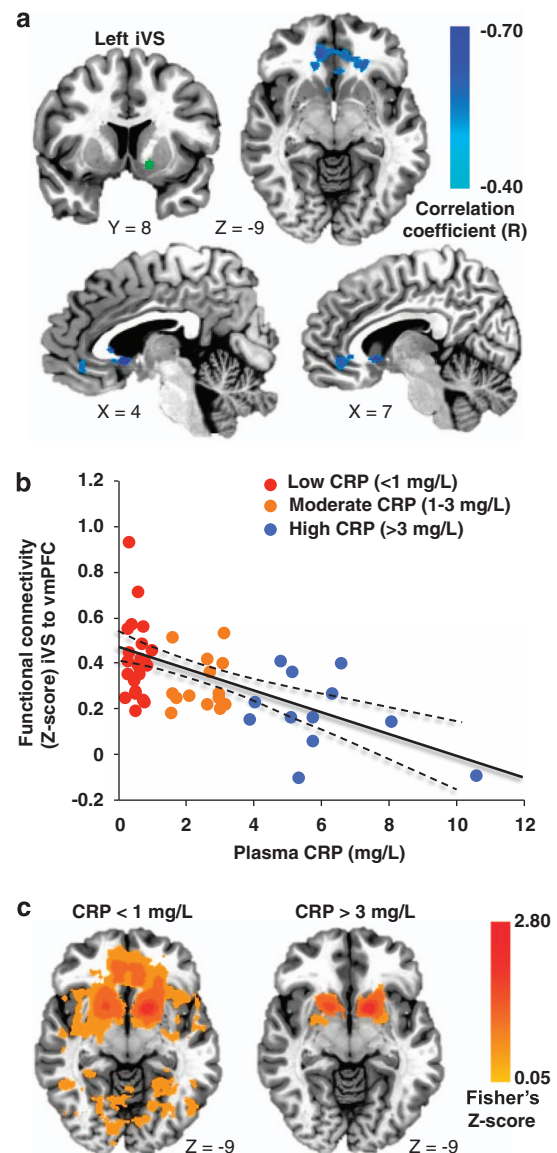 a
Left iVS
-0.70
-0.40
Y = 8
Z = -9
Correlation
coefficient (R)
X = 4
X = 7
b
Low CRP (<1 mg/L)
Moderate CRP (1-3 mg/L)
High CRP (>3 mg/L)
Functional connectivity
(Z-score) iVS to vmPFC
1.2
1.0
0.8
0.6
0.4
0.2
0
-0.2
0 2 4 6 8 10 12
Plasma CRP (mg/L)
c
CRP < 1 mg/L
CRP > 3 mg/L
2.80
0.05
Fisher's
Z-score
Z = -9
Z = -9